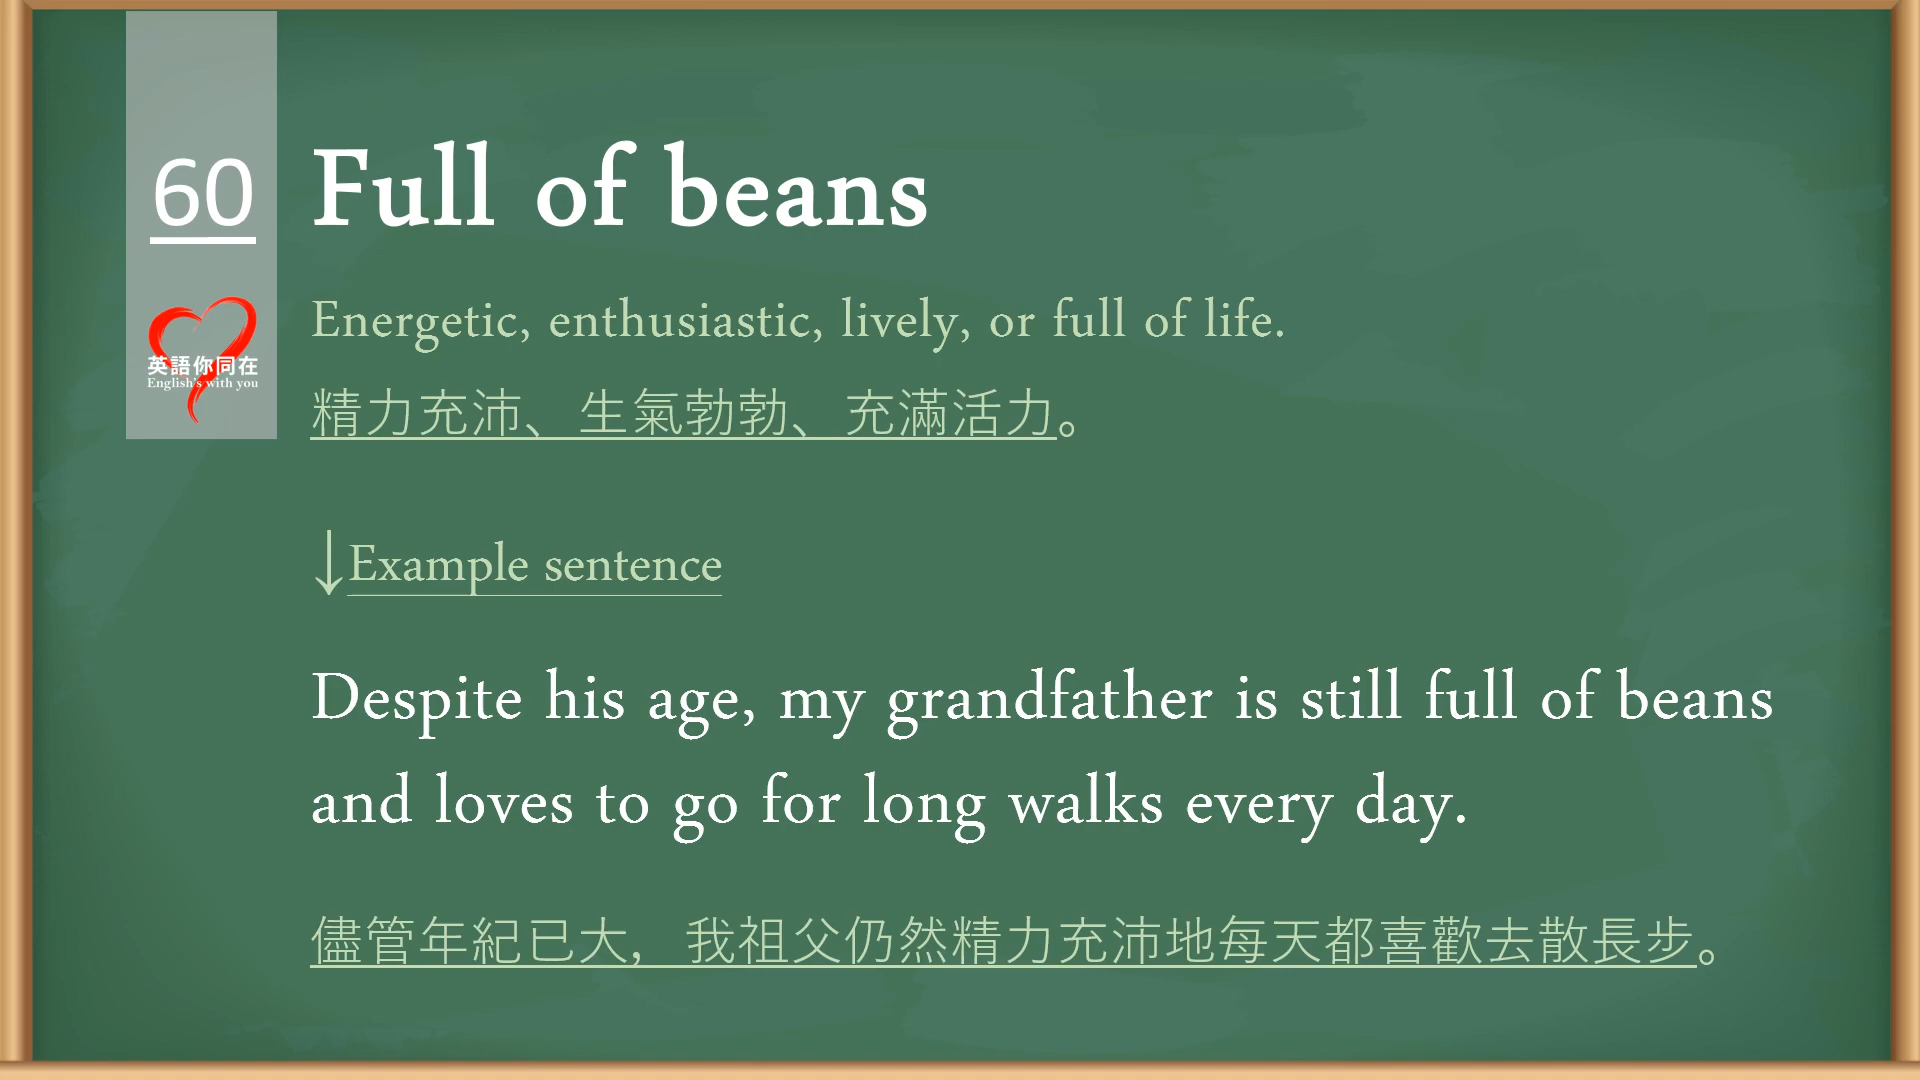 60
Full of beans
英語你同在
English's with you
Energetic, enthusiastic, lively, or full of life.
精力充沛、生氣勃勃、充滿活力。
↓Example sentence
Despite his age, my grandfather is still full of beans
and loves to go for long walks every day.
儘管年紀已大，我祖父仍然精力充沛地每天都喜歡去散長步。